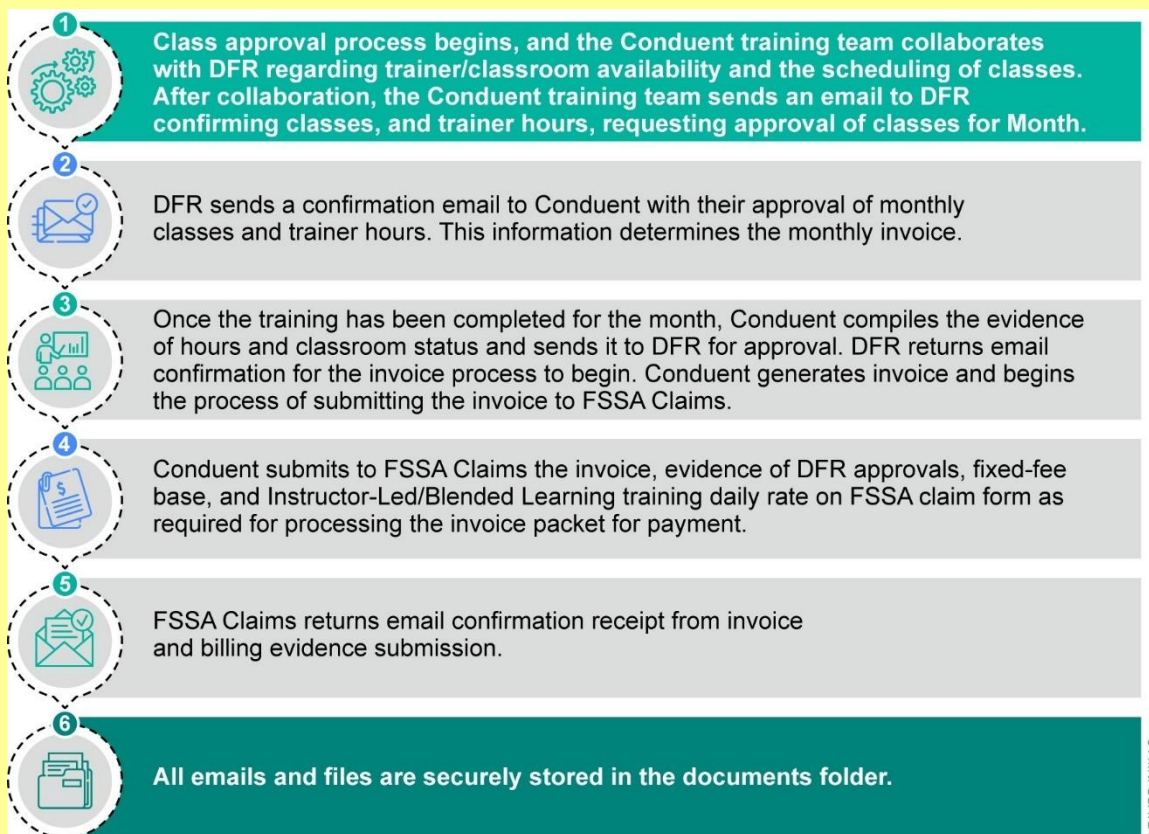 1
Class approval process begins, and the Conduent training team collaborates
with DFR regarding trainer/classroom availability and the scheduling of classes.
After collaboration, the Conduent training team sends an email to DFR
confirming classes, and trainer hours, requesting approval of classes for Month.
2
DFR sends a confirmation email to Conduent with their approval of monthly
classes and trainer hours. This information determines the monthly invoice.
3
Once the training has been completed for the month, Conduent compiles the evidence
of hours and classroom status and sends it to DFR for approval. DFR returns email
confirmation for the invoice process to begin. Conduent generates invoice and begins
the process of submitting the invoice to FSSA Claims.
4
$
Conduent submits to FSSA Claims the invoice, evidence of DFR approvals, fixed-fee
base, and Instructor-Led/Blended Learning training daily rate on FSSA claim form as
required for processing the invoice packet for payment.
5
FSSA Claims returns email confirmation receipt from invoice
and billing evidence submission.
6
All emails and files are securely stored in the documents folder.